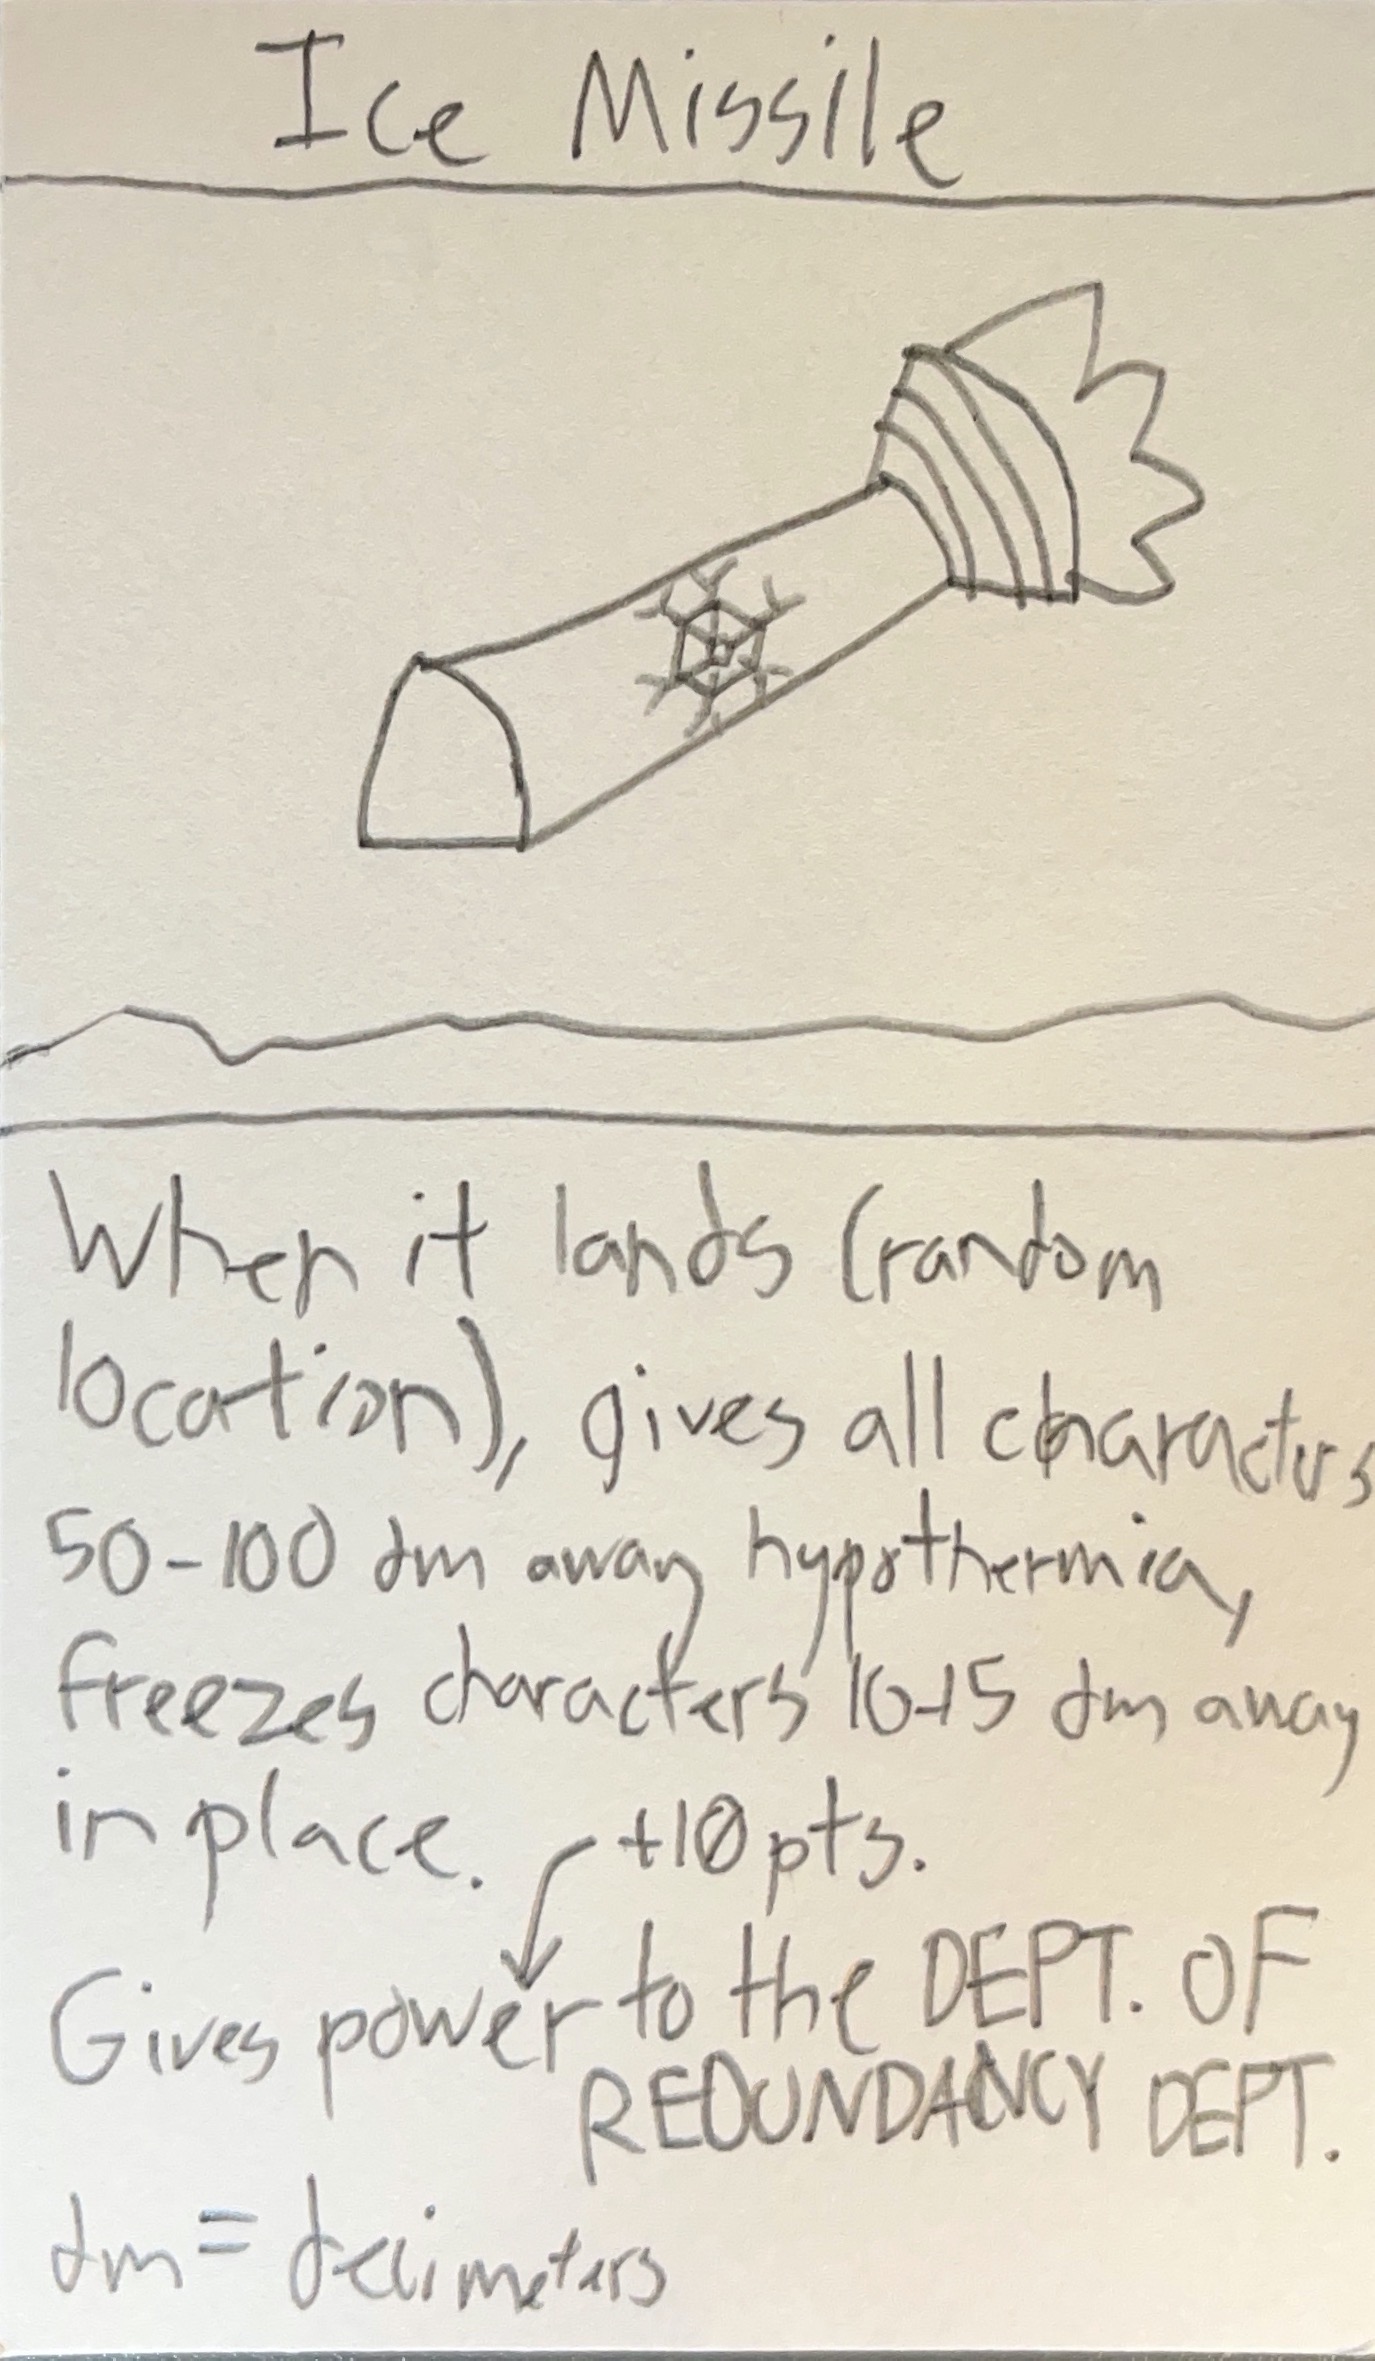 Ice Missile
When it lands (random
location), gives all characters
50-100 dm away hypothermia,
freezes characters 10-15 dm away
in place. +10 pts.
Gives power to the DEPT. OF
REDUNDANCY DEPT.
dm = decimeters